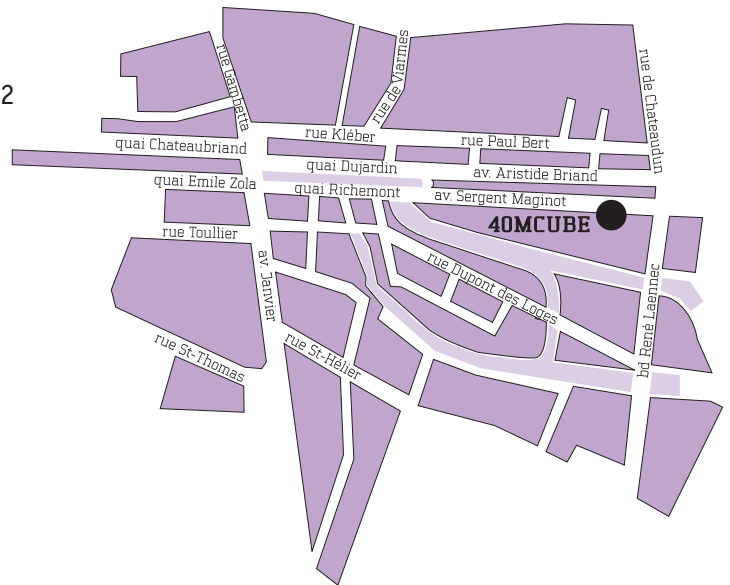 2
rue Gambetta
rue de Viarmes
rue de Chateaudun
rue Kléber
rue Paul Bert
quai Chateaubriand
quai Dujardin
av. Aristide Briand
quai Emile Zola
quai Richemont
av. Sergent Maginot
40MCUBE
rue Toullier
av. Janvier
rue Dupont des Loges
bd René Laennec
rue St-Thomas
rue St-Hélier